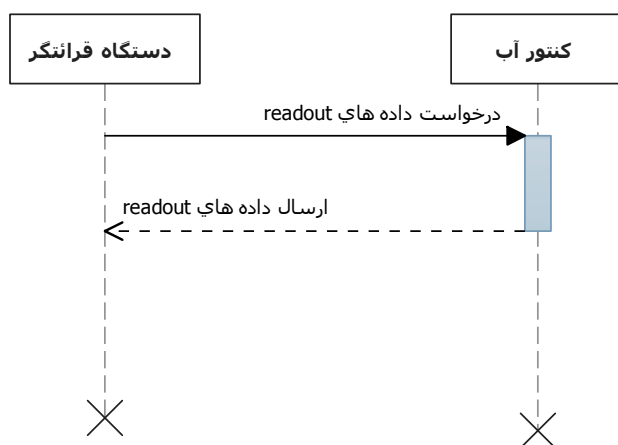 دستگاه قرائتگر
کنتور آب
درخواست داده هاي readout
ارسال داده هاي readout